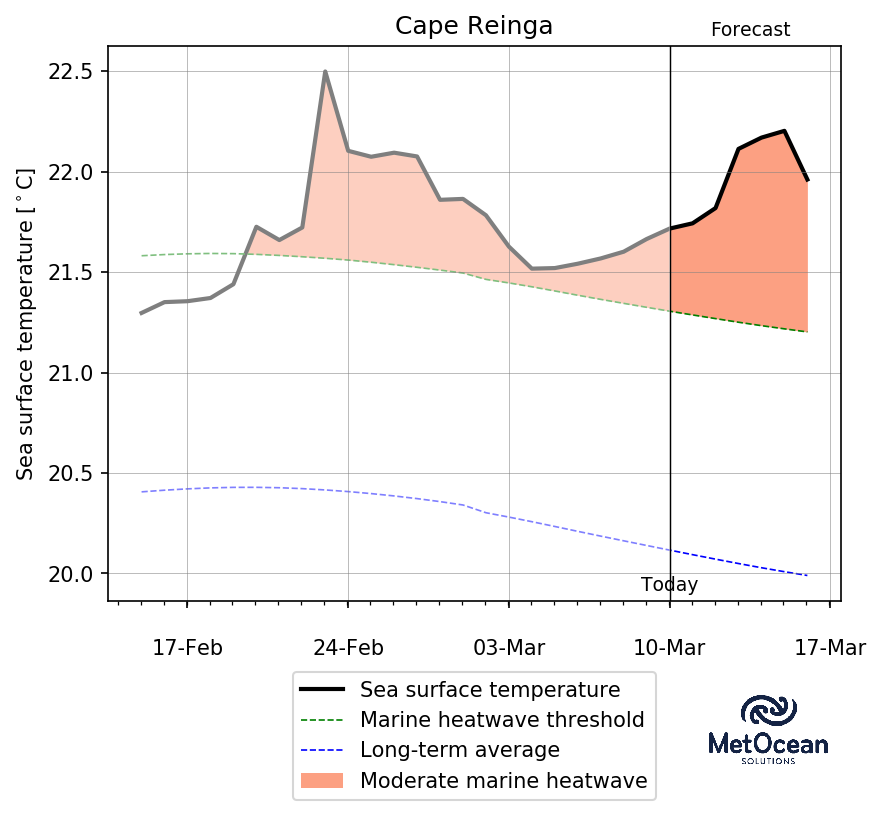 Cape Reinga
Forecast
Sea surface temperature [°C]
22.5
22.0
21.5
21.0
20.5
20.0
Today
17-Feb 24-Feb 03-Mar 10-Mar 17-Mar
Sea surface temperature
Marine heatwave threshold
Long-term average
Moderate marine heatwave
MetOcean
SOLUTIONS